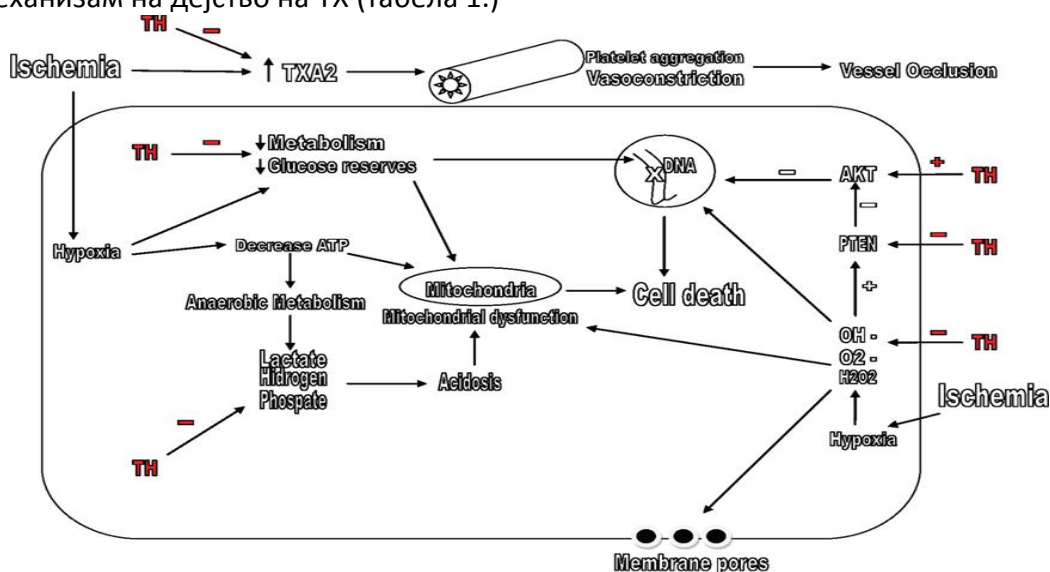 еханизам на дејство на ТХ (Табела 1.)
TH
−
Ischemia
↑ TXA2
Platelet aggregation
Vasoconstriction
Vessel Occlusion
TH
−
↓Metabolism
↓Glucose reserves
X DNA
−
AKT
+
TH
−
Hypoxia
Decrease ATP
PTEN
−
TH
Anaerobic Metabolism
Mitochondria
Mitochondrial dysfunction
Cell death
+
Lactate
Hidrogen
Phospate
Acidosis
OH -
O2 -
H2O2
−
TH
Ischemia
Hypoxia
−
TH
Membrane pores